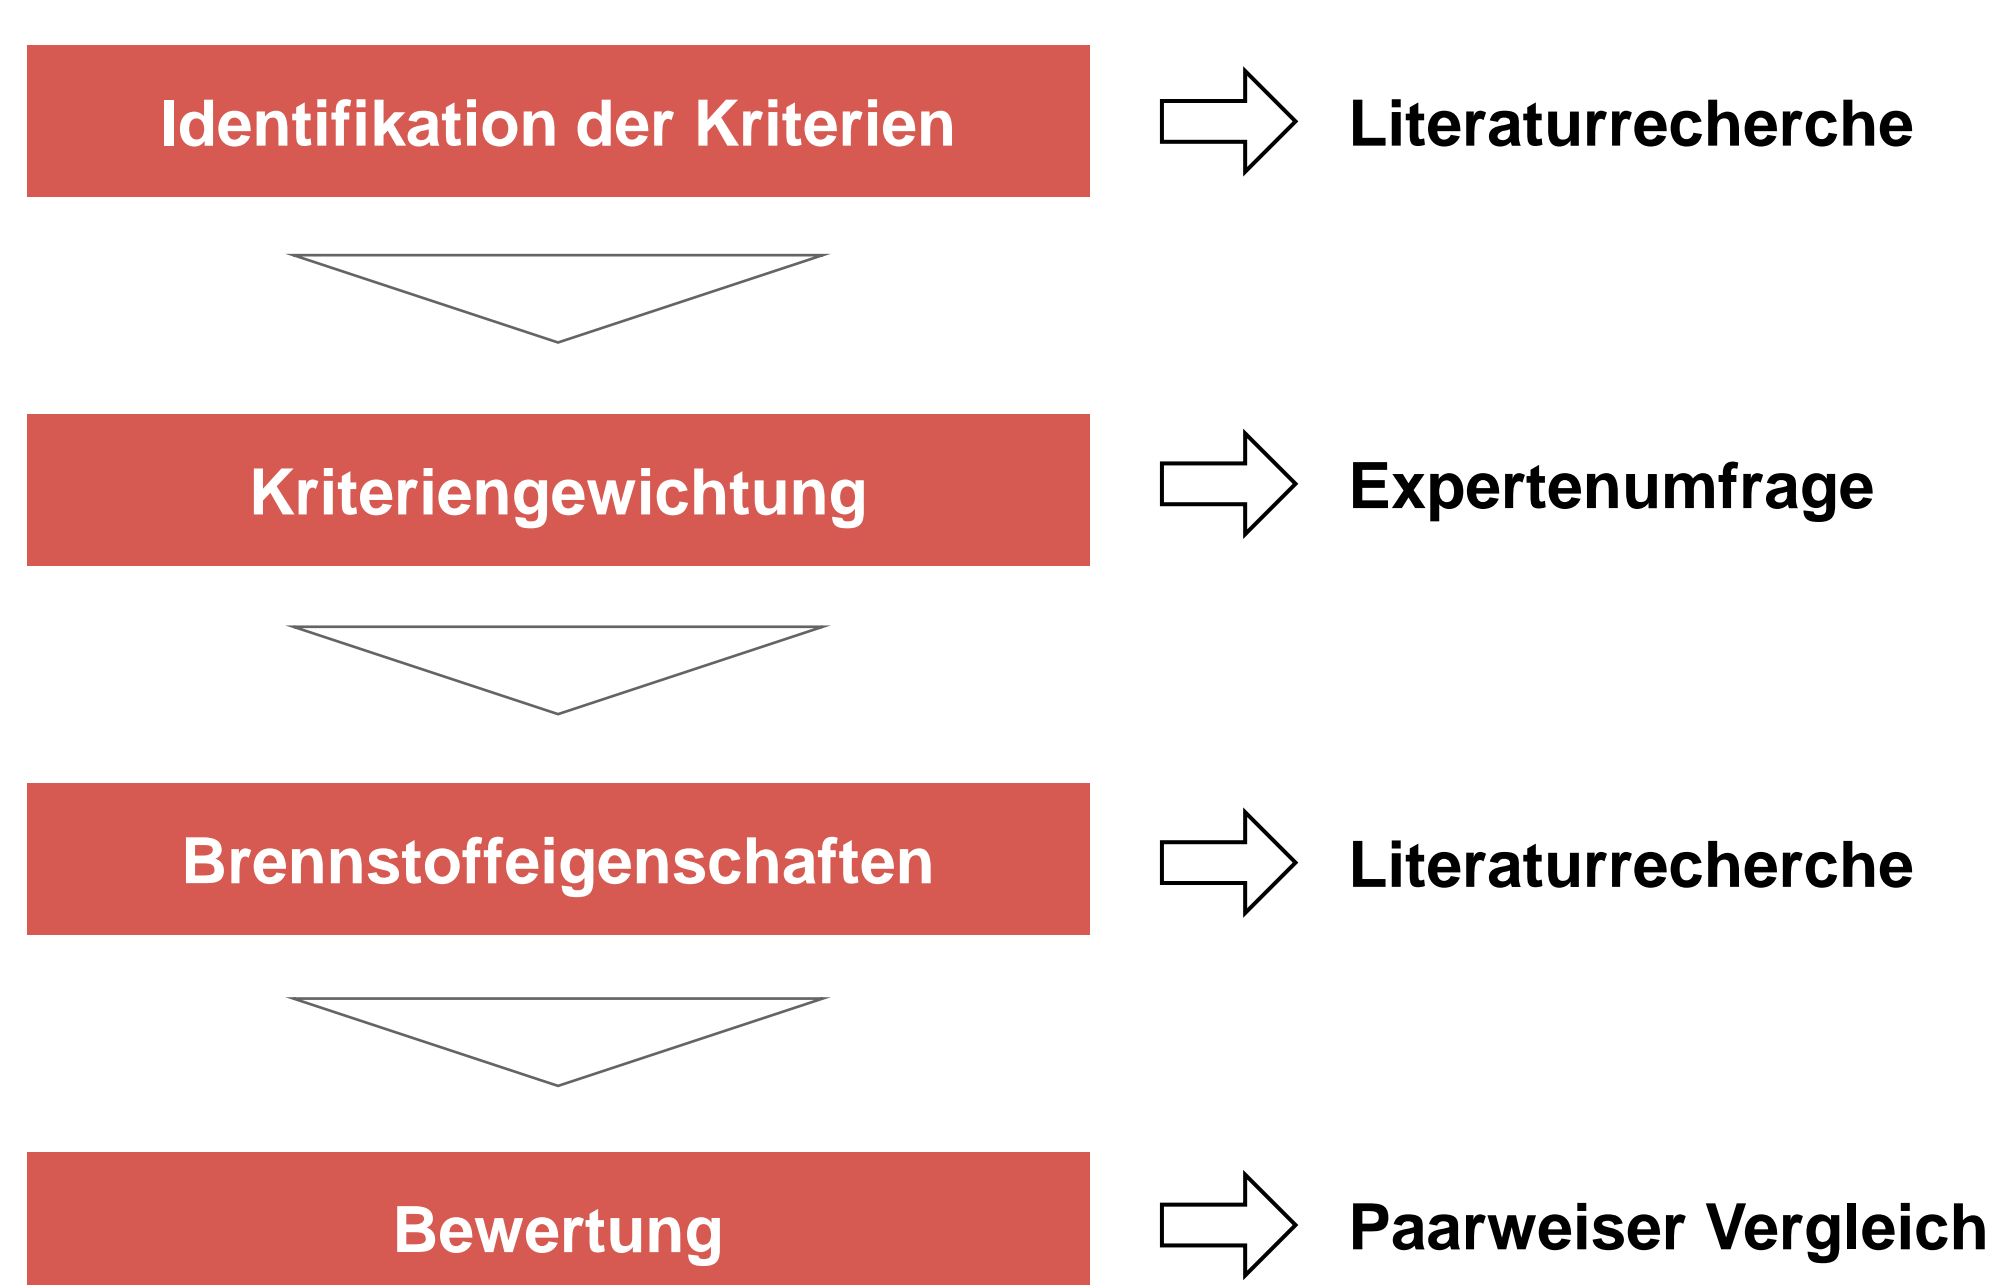 Identifikation der Kriterien
Literaturrecherche
Kriteriengewichtung
Expertenumfrage
Brennstoffeigenschaften
Literaturrecherche
Bewertung
Paarweiser Vergleich